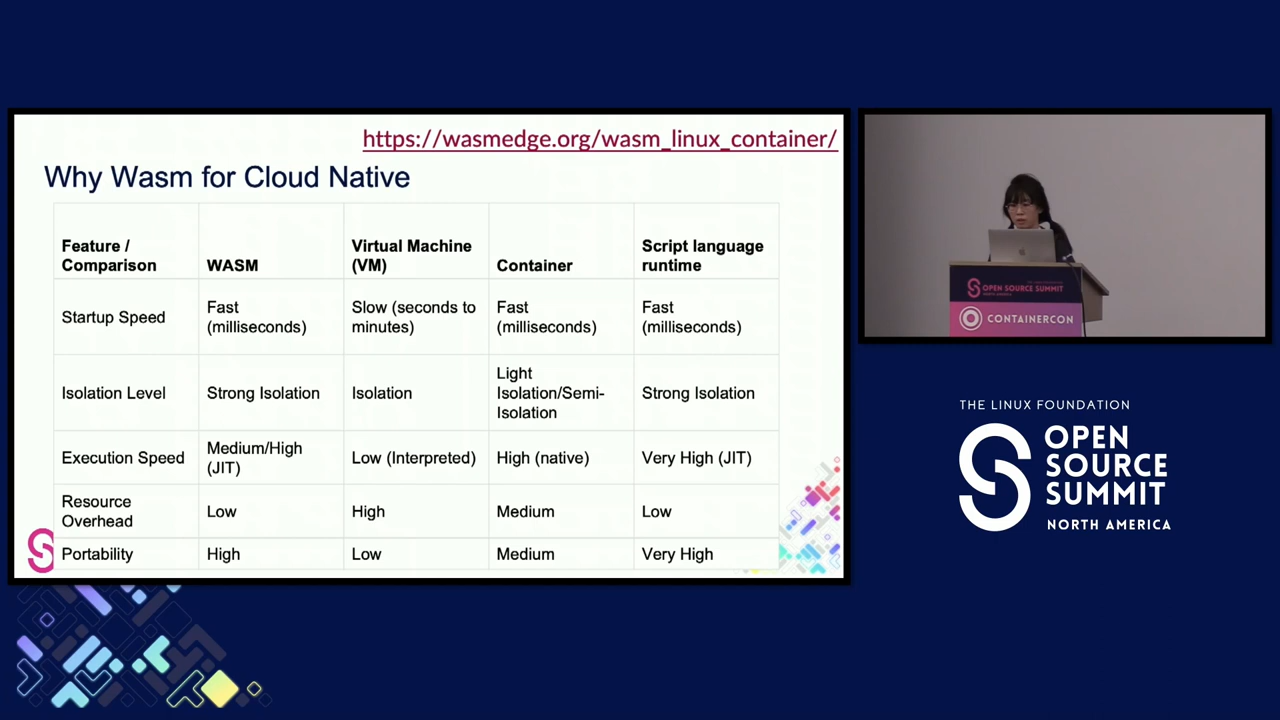 https://wasmedge.org/wasm_linux_container/
Why Wasm for Cloud Native
Feature /
Comparison
WASM
Virtual Machine
(VM)
Container
Script language
runtime
Startup Speed
Fast
(milliseconds)
Slow (seconds to
minutes)
Fast
(milliseconds)
Fast
(milliseconds)
Isolation Level
Strong Isolation
Isolation
Light
Isolation/Semi-
Isolation
Strong Isolation
Execution Speed
Medium/High
(JIT)
Low (Interpreted)
High (native)
Very High (JIT)
Resource
Overhead
Low
High
Medium
Low
Portability
High
Low
Medium
Very High
OPEN SOURCE SUMMIT
NORTH AMERICA
CONTAINERCON
THE LINUX FOUNDATION
OPEN
SOURCE
SUMMIT
NORTH AMERICA